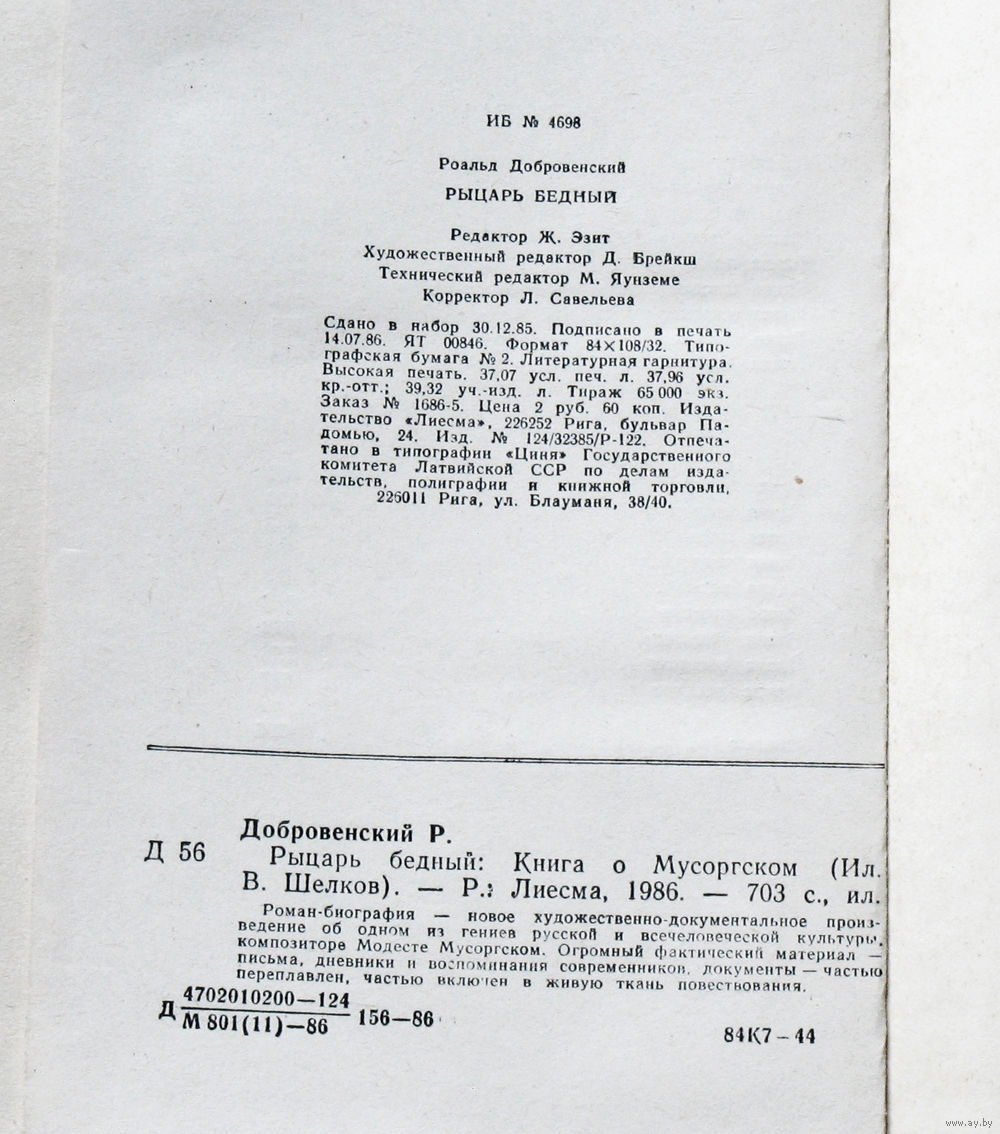 ИБ № 4698
Роальд Добровенский
РЫЦАРЬ БЕДНЫЙ
Редактор Ж. Эзит
Художественный редактор Д. Брейкш
Технический редактор М. Яунземе
Корректор Л. Савельева
Сдано в набор 30.12.85. Подписано в печать
14.07.86. ЯТ 00846. Формат 84×108/32. Типо-
графская бумага № 2. Литературная гарнитура.
Высокая печать. 37,07 усл. печ. л. 37,96 усл.
кр.-отт.; 39,32 уч.-изд. л. Тираж 65 000 экз.
Заказ № 1686-5. Цена 2 руб. 60 коп. Изда-
тельство «Лиесма», 226252 Рига, бульвар Па-
домью, 24. Изд. № 124/32385/Р-122. Отпеча-
тано в типографии «Циня» Государственного
комитета Латвийской ССР по делам изда-
тельств, полиграфии и книжной торговли,
226011 Рига, ул. Блауманя, 38/40.
Добровенский Р.
Д 56 Рыцарь бедный: Книга о Мусоргском (Ил.
В. Шелков). — Р.: Лиесма, 1986. — 703 с., ил.
Роман-биография — новое художественно-документальное произ-
ведение об одном из гениев русской и всечеловеческой культуры,
композиторе Модесте Мусоргском. Огромный фактический материал —
письма, дневники и воспоминания современников, документы — частью
переплавлен, частью включен в живую ткань повествования.
4702010200—124
Д 156—86
М 801(11)—86
84К7—44
www.ay.by